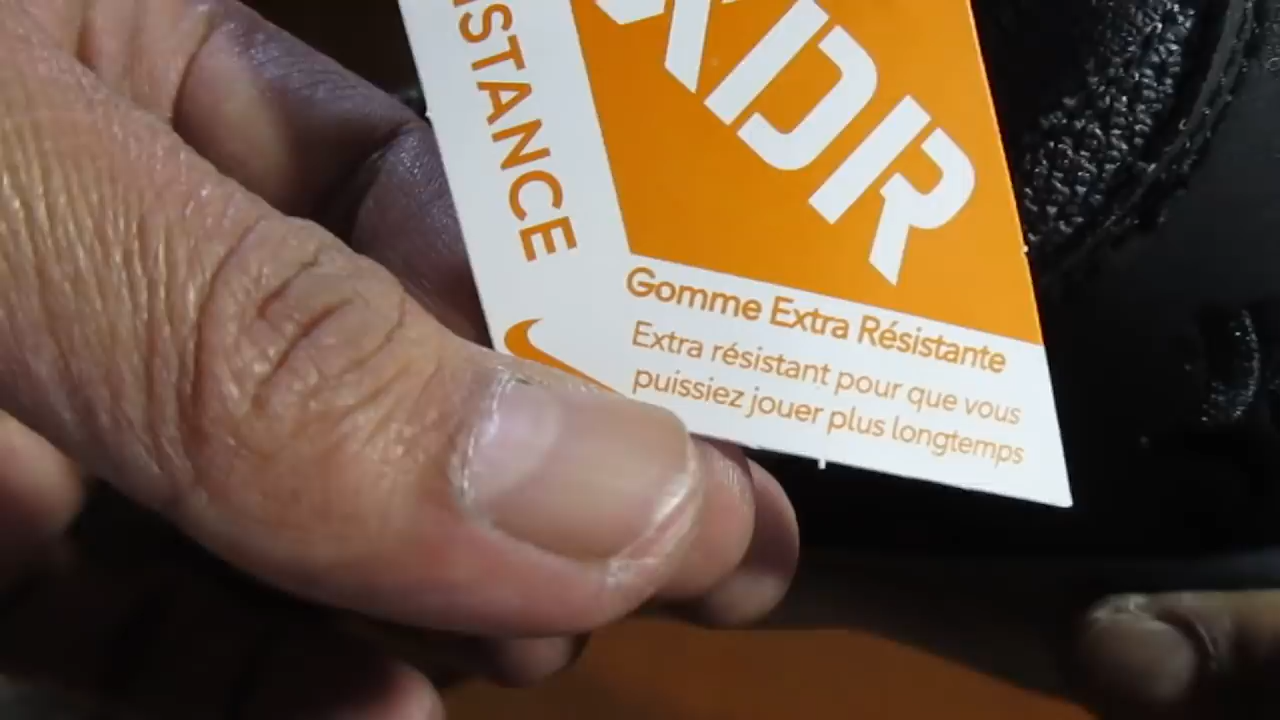 ISTANCE
XDR
Gomme Extra Résistante
Extra résistant pour que vous
puissiez jouer plus longtemps